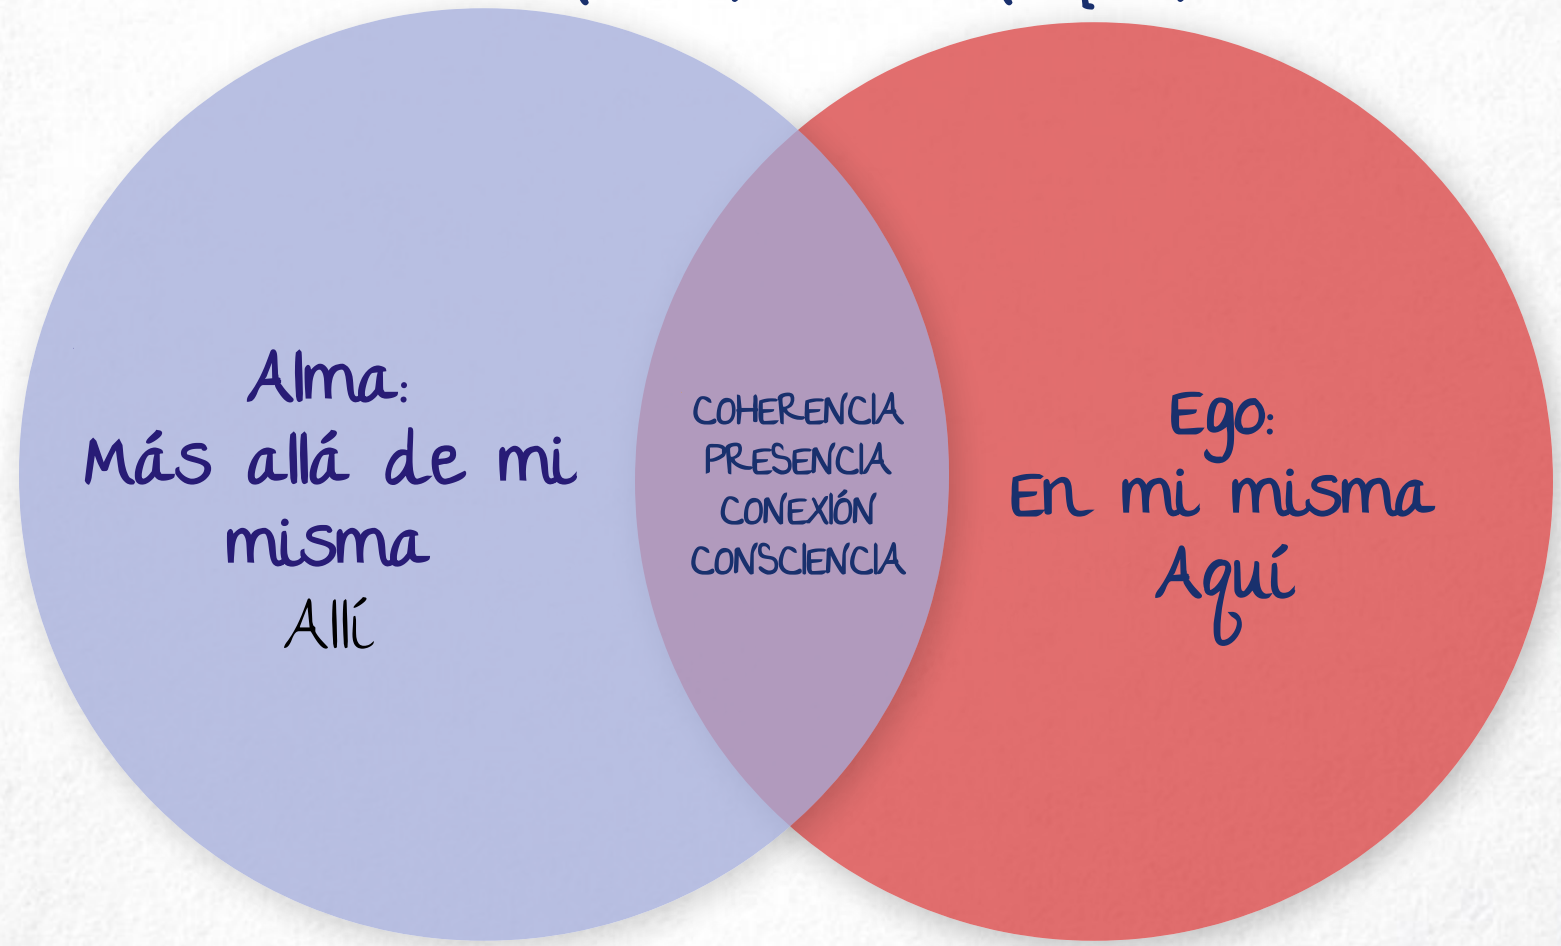 Alma:
Más allá de mi
misma
Allí
COHERENCIA
PRESENCIA
CONEXIÓN
CONSCIENCIA
Ego:
En mi misma
Aquí